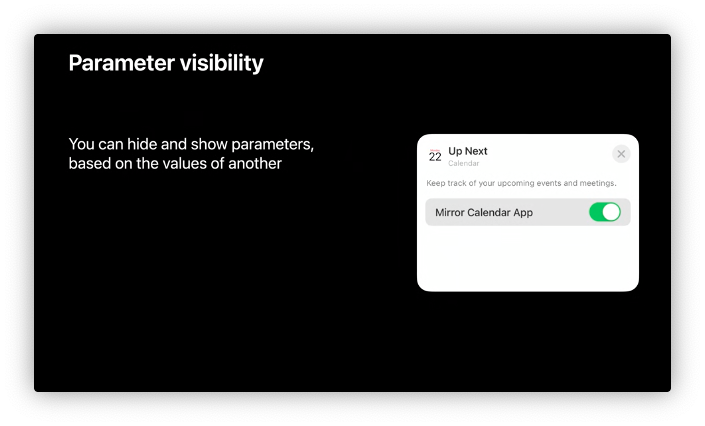 Parameter visibility
You can hide and show parameters,
based on the values of another
22
Up Next
Calendar
Keep track of your upcoming events and meetings.
Mirror Calendar App